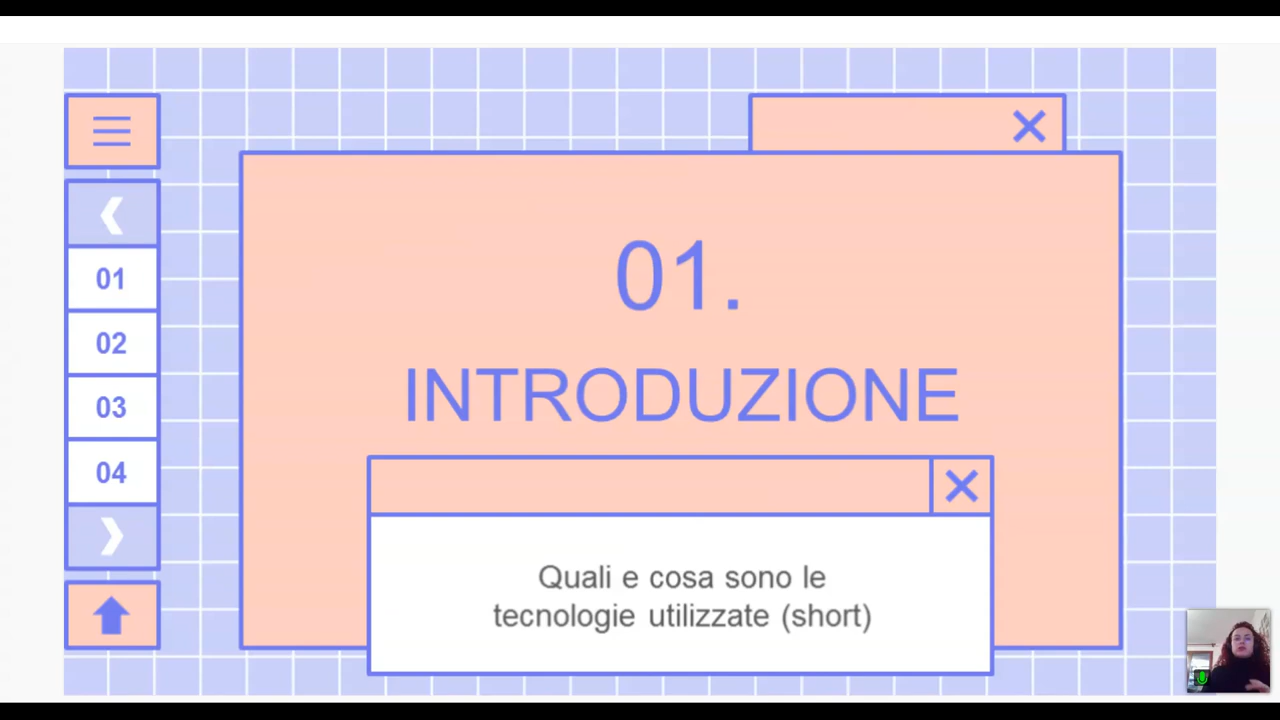 01
02
03
04
01.
INTRODUZIONE
Quali e cosa sono le
tecnologie utilizzate (short)